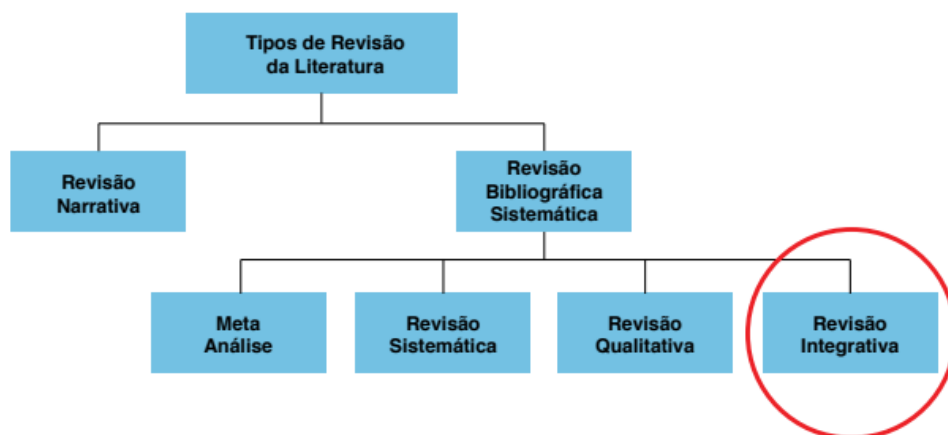 Tipos de Revisão
da Literatura
Revisão
Narrativa
Revisão
Bibliográfica
Sistemática
Meta
Análise
Revisão
Sistemática
Revisão
Qualitativa
Revisão
Integrativa